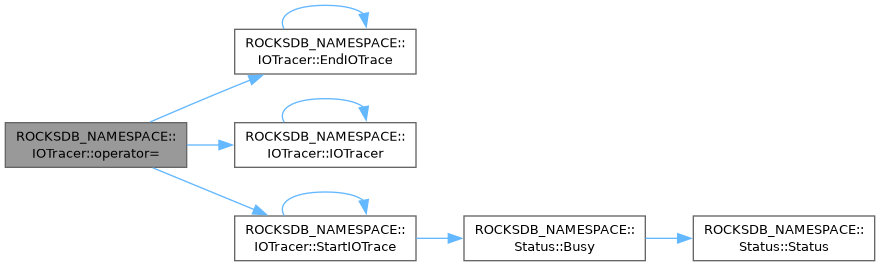 ROCKSDB_NAMESPACE::
IOTracer::EndIOTrace
ROCKSDB_NAMESPACE::
IOTracer::operator=
ROCKSDB_NAMESPACE::
IOTracer::IOTracer
ROCKSDB_NAMESPACE::
IOTracer::StartIOTrace
ROCKSDB_NAMESPACE::
Status::Busy
ROCKSDB_NAMESPACE::
Status::Status